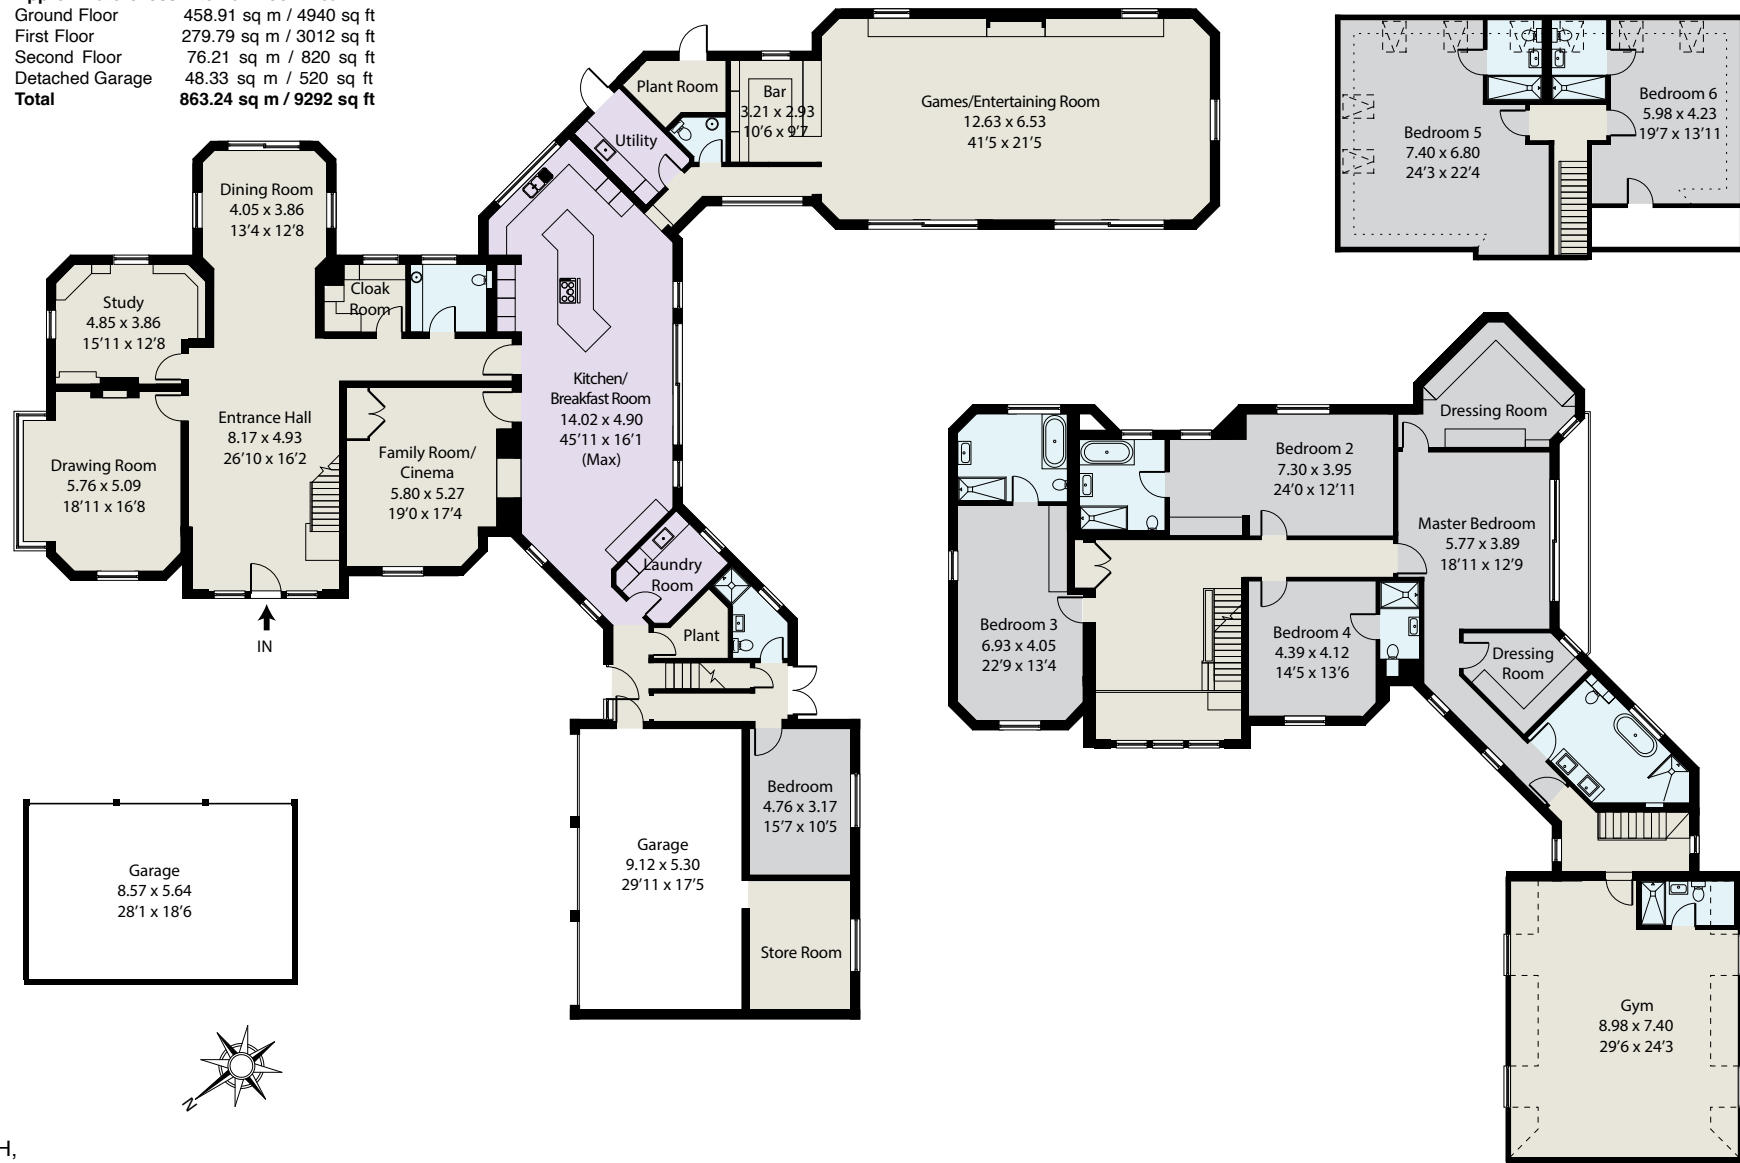 Ground Floor 458.91 sq m / 4940 sq ft
First Floor 279.79 sq m / 3012 sq ft
Second Floor 76.21 sq m / 820 sq ft
Detached Garage 48.33 sq m / 520 sq ft
Total 863.24 sq m / 9292 sq ft
Plant Room
Bar
3.21 x 2.93
10'6 x 9'7
Games/Entertaining Room
12.63 x 6.53
41'5 x 21'5
Utility
Dining Room
4.05 x 3.86
13'4 x 12'8
Study
4.85 x 3.86
15'11 x 12'8
Cloak
Room
Kitchen/
Breakfast Room
14.02 x 4.90
45'11 x 16'1
(Max)
Entrance Hall
8.17 x 4.93
26'10 x 16'2
Drawing Room
5.76 x 5.09
18'11 x 16'8
Family Room/
Cinema
5.80 x 5.27
19'0 x 17'4
Laundry
Room
Plant
IN
Bedroom
4.76 x 3.17
15'7 x 10'5
Garage
9.12 x 5.30
29'11 x 17'5
Store Room
Garage
8.57 x 5.64
28'1 x 18'6
N
H,
Bedroom 5
7.40 x 6.80
24'3 x 22'4
Bedroom 6
5.98 x 4.23
19'7 x 13'11
Dressing Room
Bedroom 2
7.30 x 3.95
24'0 x 12'11
Master Bedroom
5.77 x 3.89
18'11 x 12'9
Bedroom 3
6.93 x 4.05
22'9 x 13'4
Bedroom 4
4.39 x 4.12
14'5 x 13'6
Dressing
Room
Gym
8.98 x 7.40
29'6 x 24'3